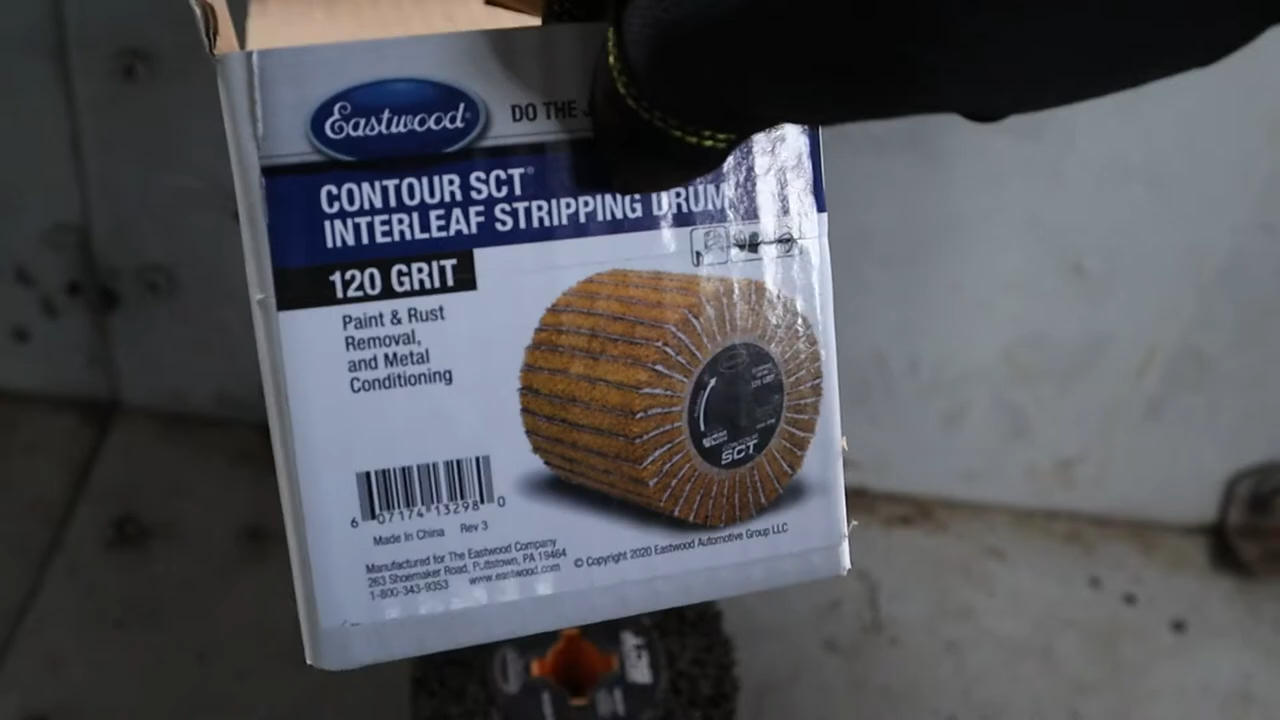 Eastwood
DO THE
CONTOUR SCT®
INTERLEAF STRIPPING DRUM
120 GRIT
Paint & Rust
Removal,
and Metal
Conditioning
CONTOUR
SCT
6 07174 13298 0
Made In China Rev 3
Manufactured for The Eastwood Company
263 Shoemaker Road, Pottstown, PA 19464
1-800-343-9353 www.eastwood.com
© Copyright 2020 Eastwood Automotive Group LLC